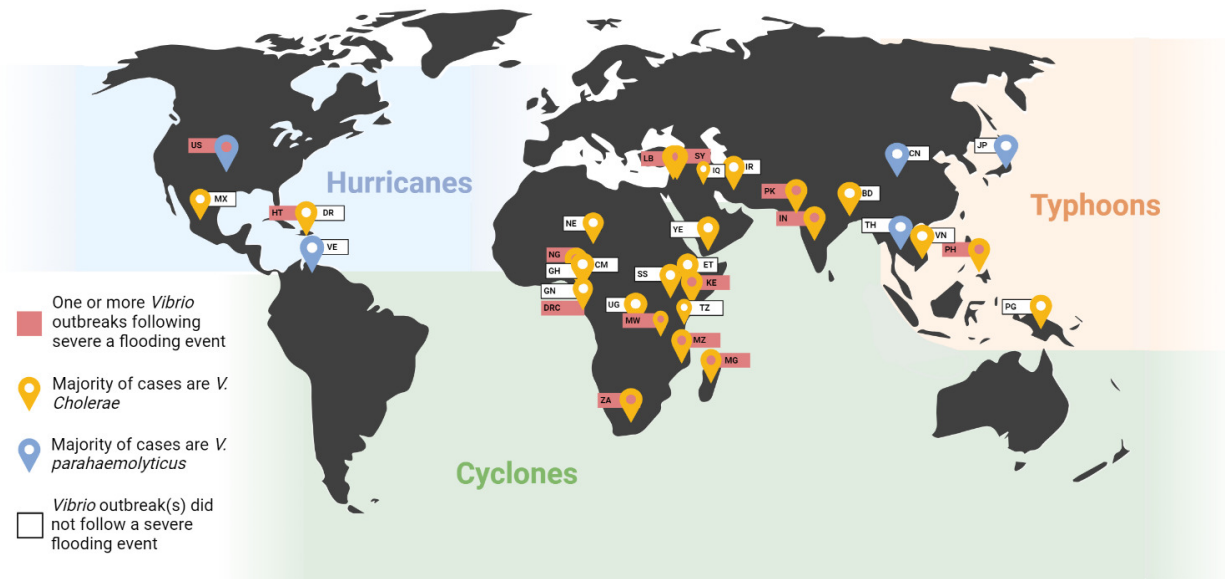 US
CN
JP
LB
SY
IQ
IR
Hurricanes
PK
BD
MX
HT
DR
IN
Typhoons
NE
YE
TH
VN
VE
PH
NG
CM
GH
SS
ET
KE
GN
One or more Vibrio
outbreaks following
severe a flooding event
DRC
UG
TZ
PG
MW
MZ
MG
Majority of cases are V.
Cholerae
ZA
Majority of cases are V.
parahaemolyticus
Cyclones
Vibrio outbreak(s) did
not follow a severe
flooding event